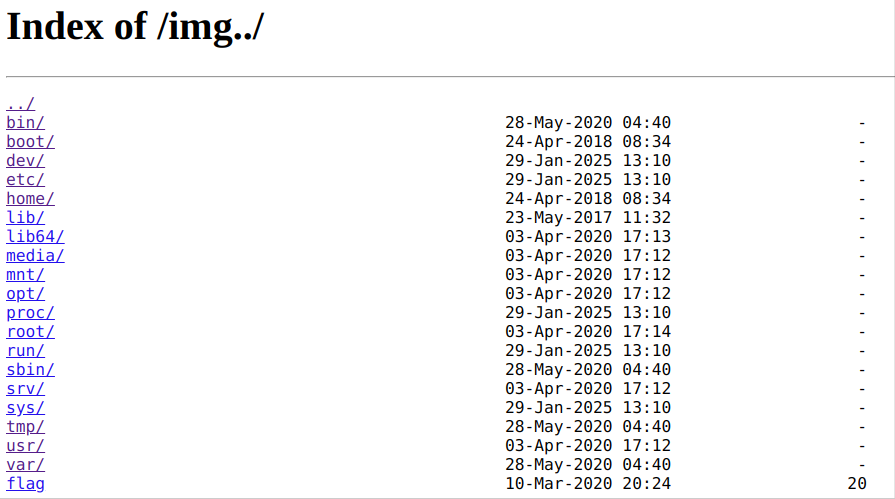 Index of /img../
../
bin/ 28-May-2020 04:40 -
boot/ 24-Apr-2018 08:34 -
dev/ 29-Jan-2025 13:10 -
etc/ 29-Jan-2025 13:10 -
home/ 24-Apr-2018 08:34 -
lib/ 23-May-2017 11:32 -
lib64/ 03-Apr-2020 17:13 -
media/ 03-Apr-2020 17:12 -
mnt/ 03-Apr-2020 17:12 -
opt/ 03-Apr-2020 17:12 -
proc/ 29-Jan-2025 13:10 -
root/ 03-Apr-2020 17:14 -
run/ 29-Jan-2025 13:10 -
sbin/ 28-May-2020 04:40 -
srv/ 03-Apr-2020 17:12 -
sys/ 29-Jan-2025 13:10 -
tmp/ 28-May-2020 04:40 -
usr/ 03-Apr-2020 17:12 -
var/ 28-May-2020 04:40 -
flag 10-Mar-2020 20:24 20